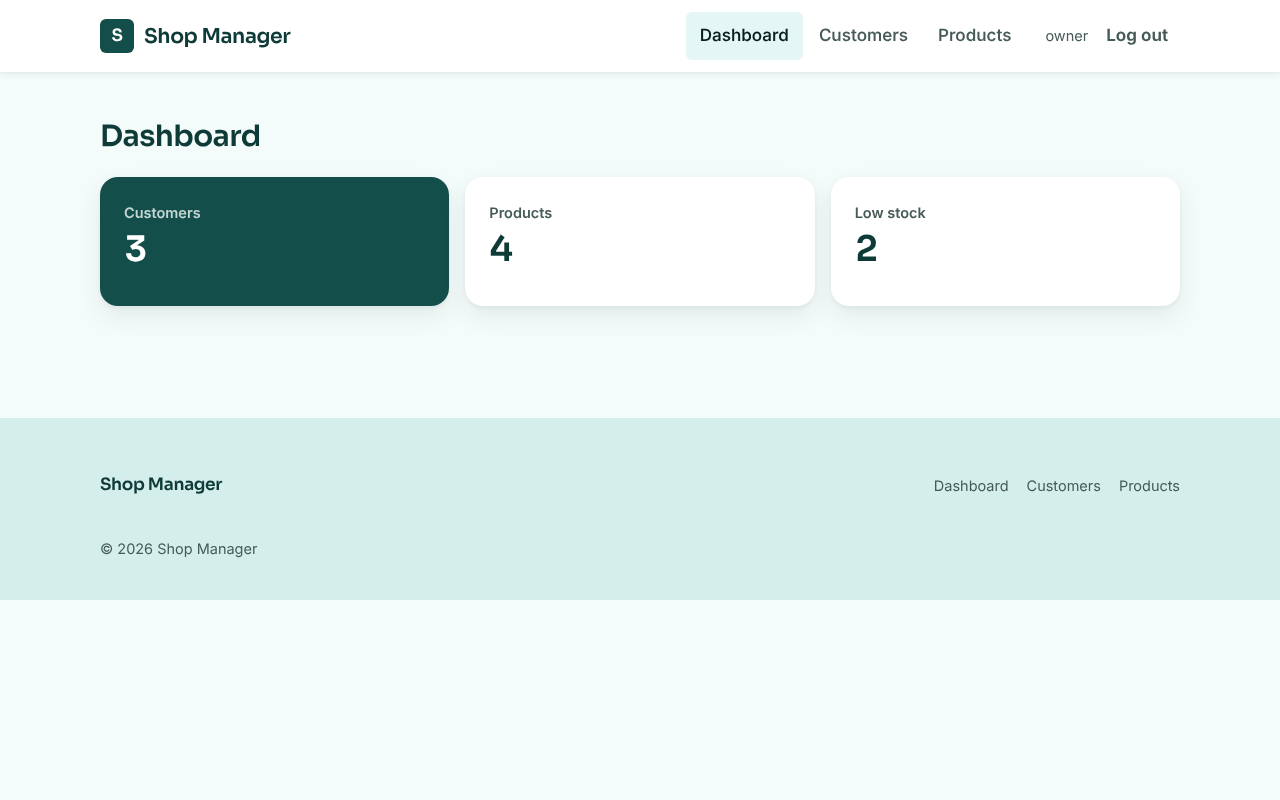 S Shop Manager Dashboard Customers Products owner Log out
Dashboard
Customers Products Low stock
3 4 2
Shop Manager Dashboard Customers Products
© 2026 Shop Manager